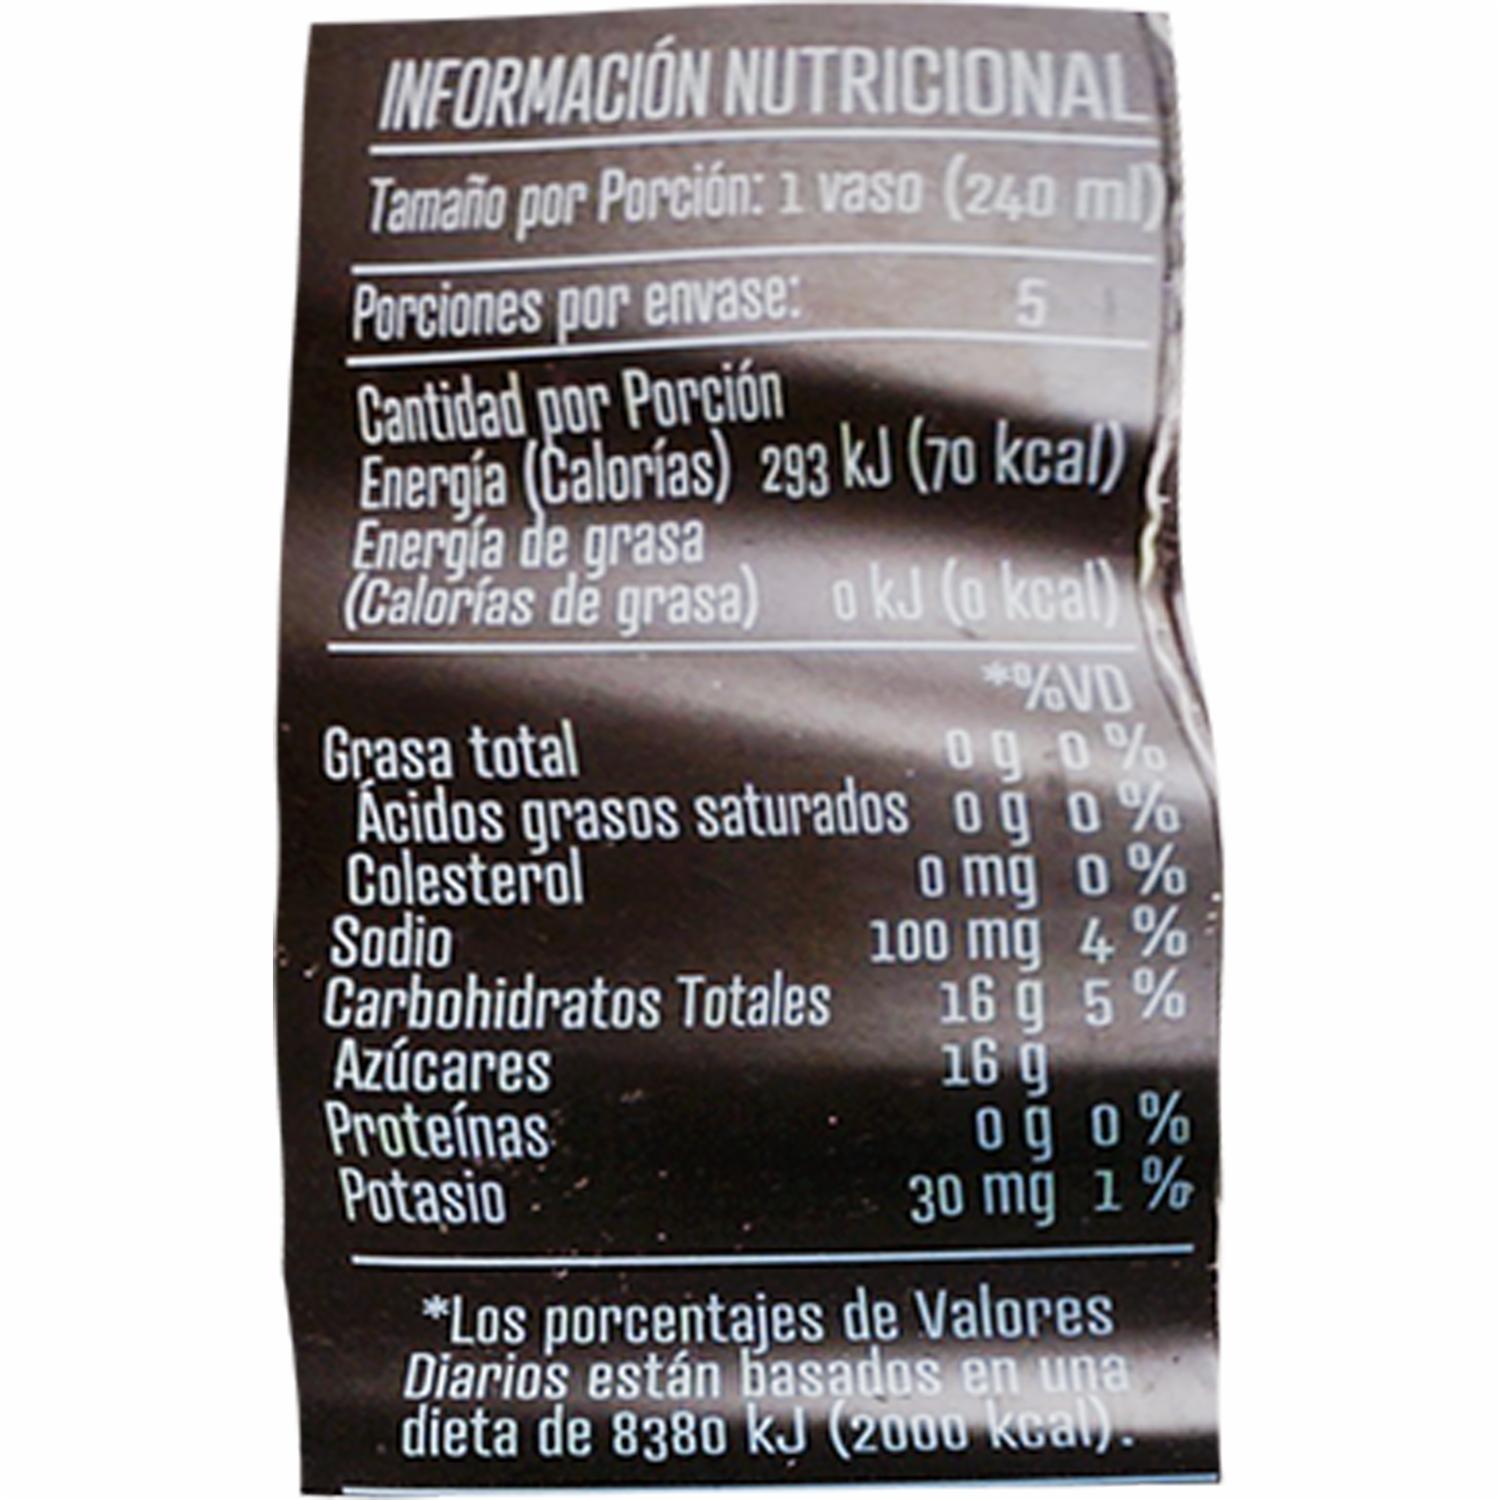 INFORMACIÓN NUTRICIONAL
Tamaño por Porción: 1 vaso (240 ml)
Porciones por envase: 5
Cantidad por Porción
Energía (Calorías) 293 kJ (70 kcal)
Energía de grasa
(Calorías de grasa) 0 kJ (0 kcal)
*%VD
Grasa total 0 g 0 %
Ácidos grasos saturados 0 g 0 %
Colesterol 0 mg 0 %
Sodio 100 mg 4 %
Carbohidratos Totales 16 g 5 %
Azúcares 16 g
Proteínas 0 g 0 %
Potasio 30 mg 1 %
*Los porcentajes de Valores
Diarios están basados en una
dieta de 8380 kJ (2000 kcal).